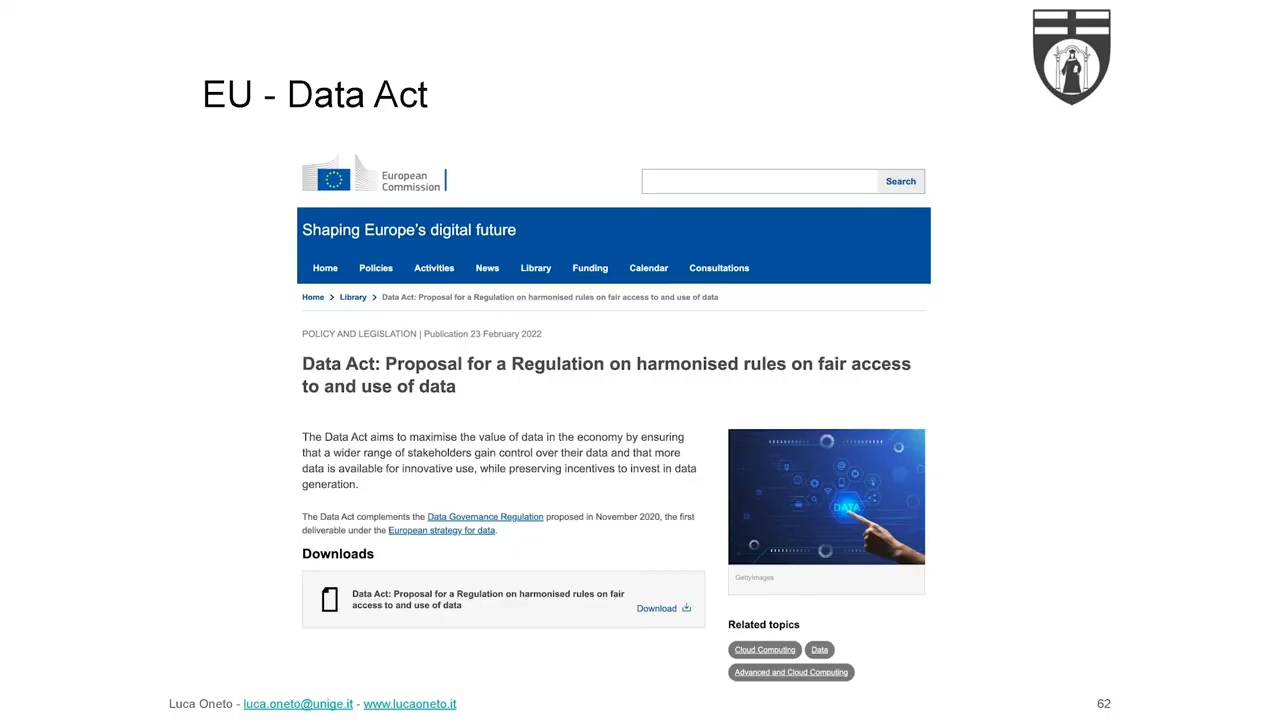 EU - Data Act
European
Commission
Search
Shaping Europe's digital future
Home Policies Activities News Library Funding Calendar Consultations
Home > Library > Data Act: Proposal for a Regulation on harmonised rules on fair access to and use of data
POLICY AND LEGISLATION | Publication 23 February 2022
Data Act: Proposal for a Regulation on harmonised rules on fair access
to and use of data
The Data Act aims to maximise the value of data in the economy by ensuring
that a wider range of stakeholders gain control over their data and that more
data is available for innovative use, while preserving incentives to invest in data
generation.
The Data Act complements the Data Governance Regulation proposed in November 2020, the first
deliverable under the European strategy for data.
Downloads
Data Act: Proposal for a Regulation on harmonised rules on fair
access to and use of data
Download
DATA
GettyImages
Related topics
Cloud Computing Data
Advanced and Cloud Computing
Luca Oneto - luca.oneto@unige.it - www.lucaoneto.it
62